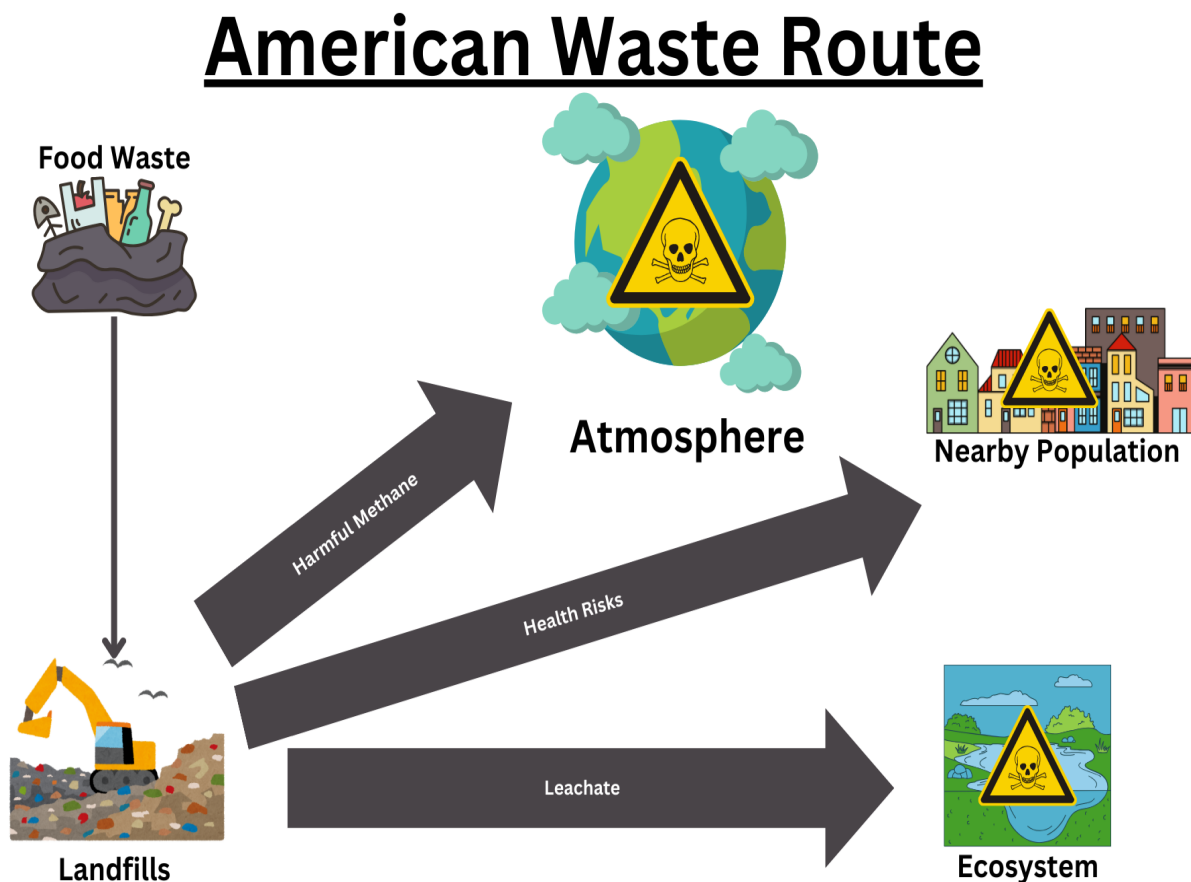 American Waste Route
Food Waste
Atmosphere
Nearby Population
Harmful Methane
Health Risks
Leachate
Landfills
Ecosystem